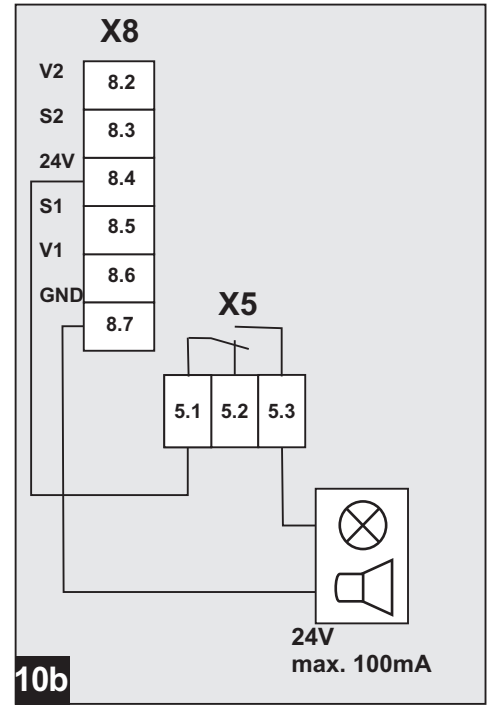 X8
V2
8.2
S2
8.3
24V
8.4
S1
8.5
V1
8.6
GND
8.7
X5
5.1 5.2 5.3
24V
max. 100mA
10b